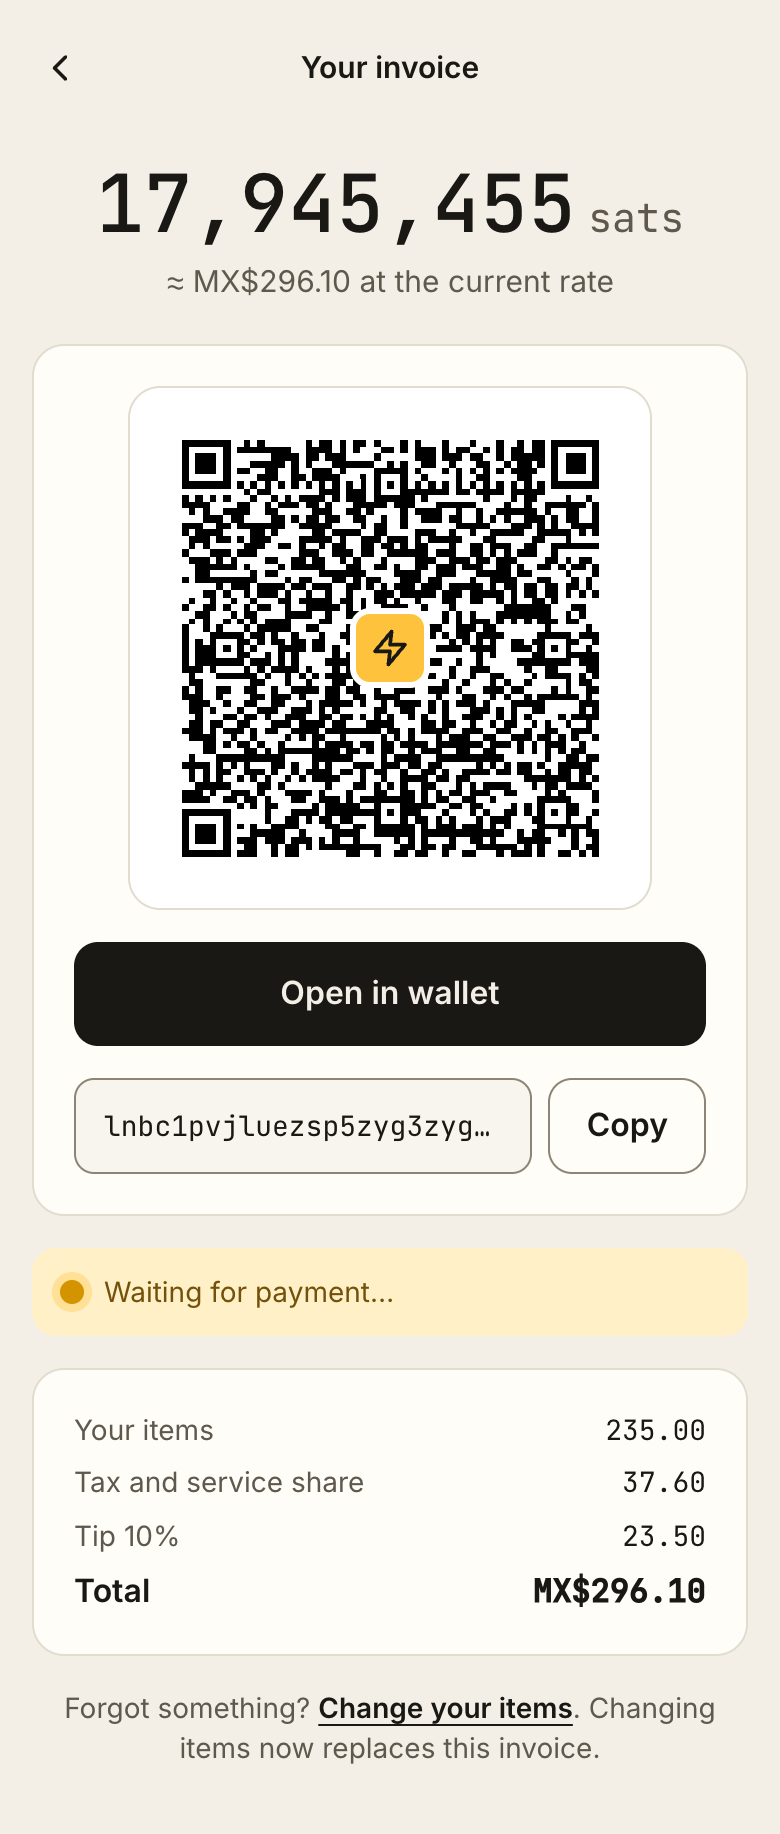 Your invoice
17,945,455 sats
≈ MX$296.10 at the current rate
Open in wallet
lnbc1pvjluezsp5zyg3zyg…
Copy
Waiting for payment…
Your items 235.00
Tax and service share 37.60
Tip 10% 23.50
Total MX$296.10
Forgot something? Change your items. Changing
items now replaces this invoice.